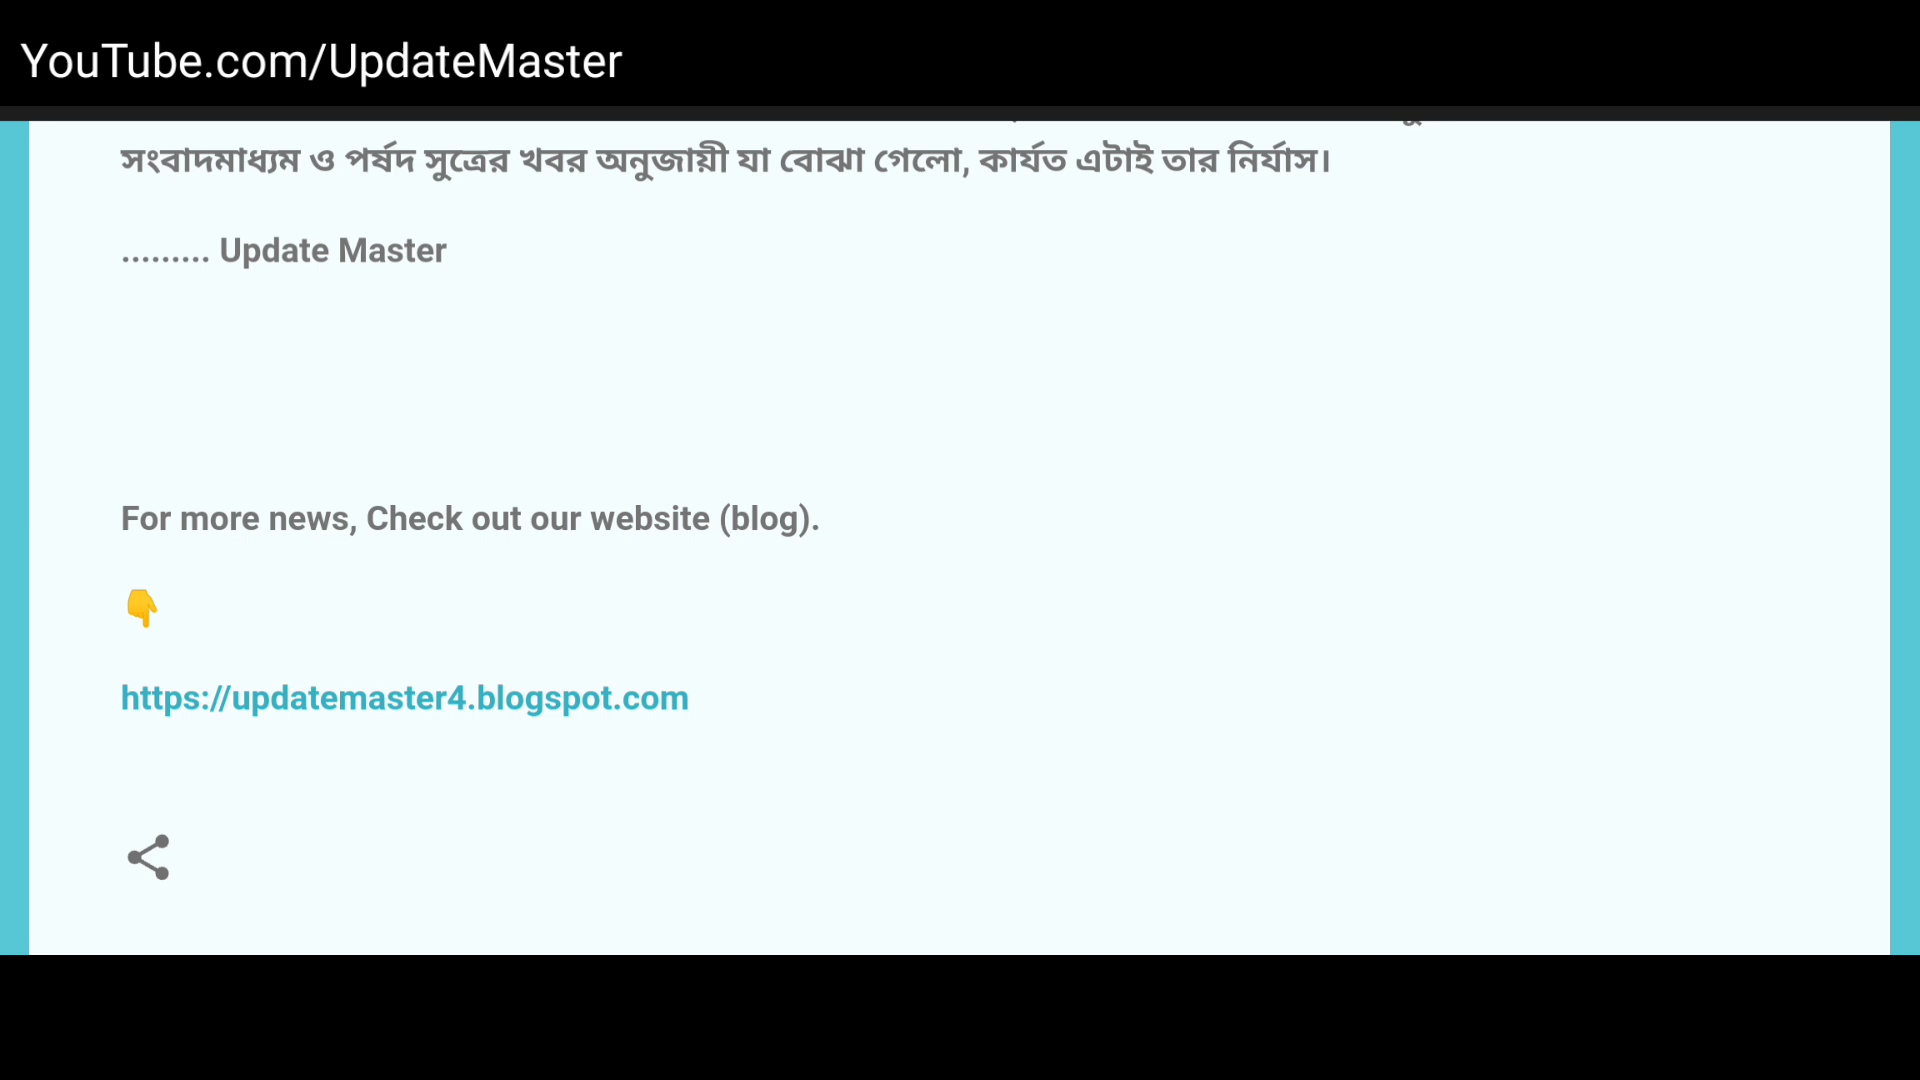 YouTube.com/UpdateMaster
সংবাদমাধ্যম ও পর্ষদ সুত্রের খবর অনুজায়ী যা বোঝা গেলো, কার্যত এটাই তার নির্যাস।
......... Update Master
For more news, Check out our website (blog).
👇
https://updatemaster4.blogspot.com